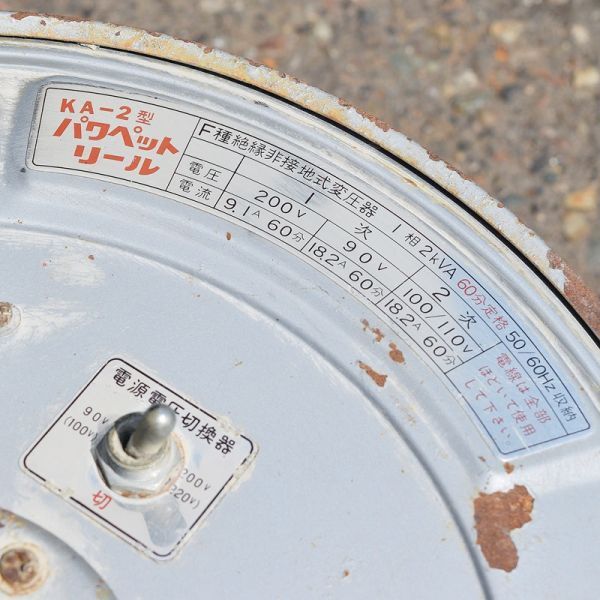 KA-2型
パワペット
リール
F種絶縁非接地式変圧器 1相2kVA 60分定格 50/60Hz
電圧 1次 2次
200V 90V 100/110V
電流 9.1A 60分 18.2A 60分 18.2A 60分
収納
電線は全部
ほどいて使用
して下さい。
電源電圧切換器
90V
(100V)
200V
(220V)
切